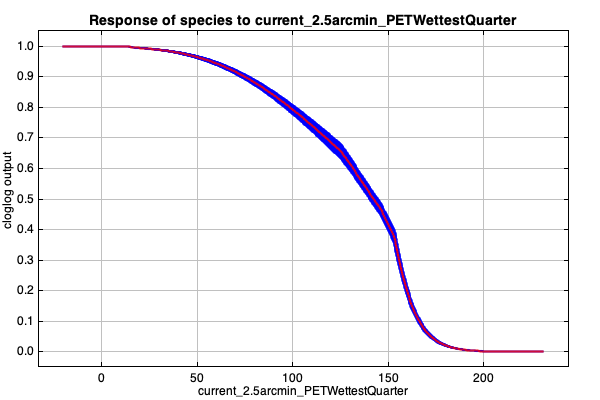 Response of species to current_2.5arcmin_PETWettestQuarter
1.0
0.9
0.8
0.7
0.6
0.5
0.4
0.3
0.2
0.1
0.0
cloglog output
0 50 100 150 200
current_2.5arcmin_PETWettestQuarter